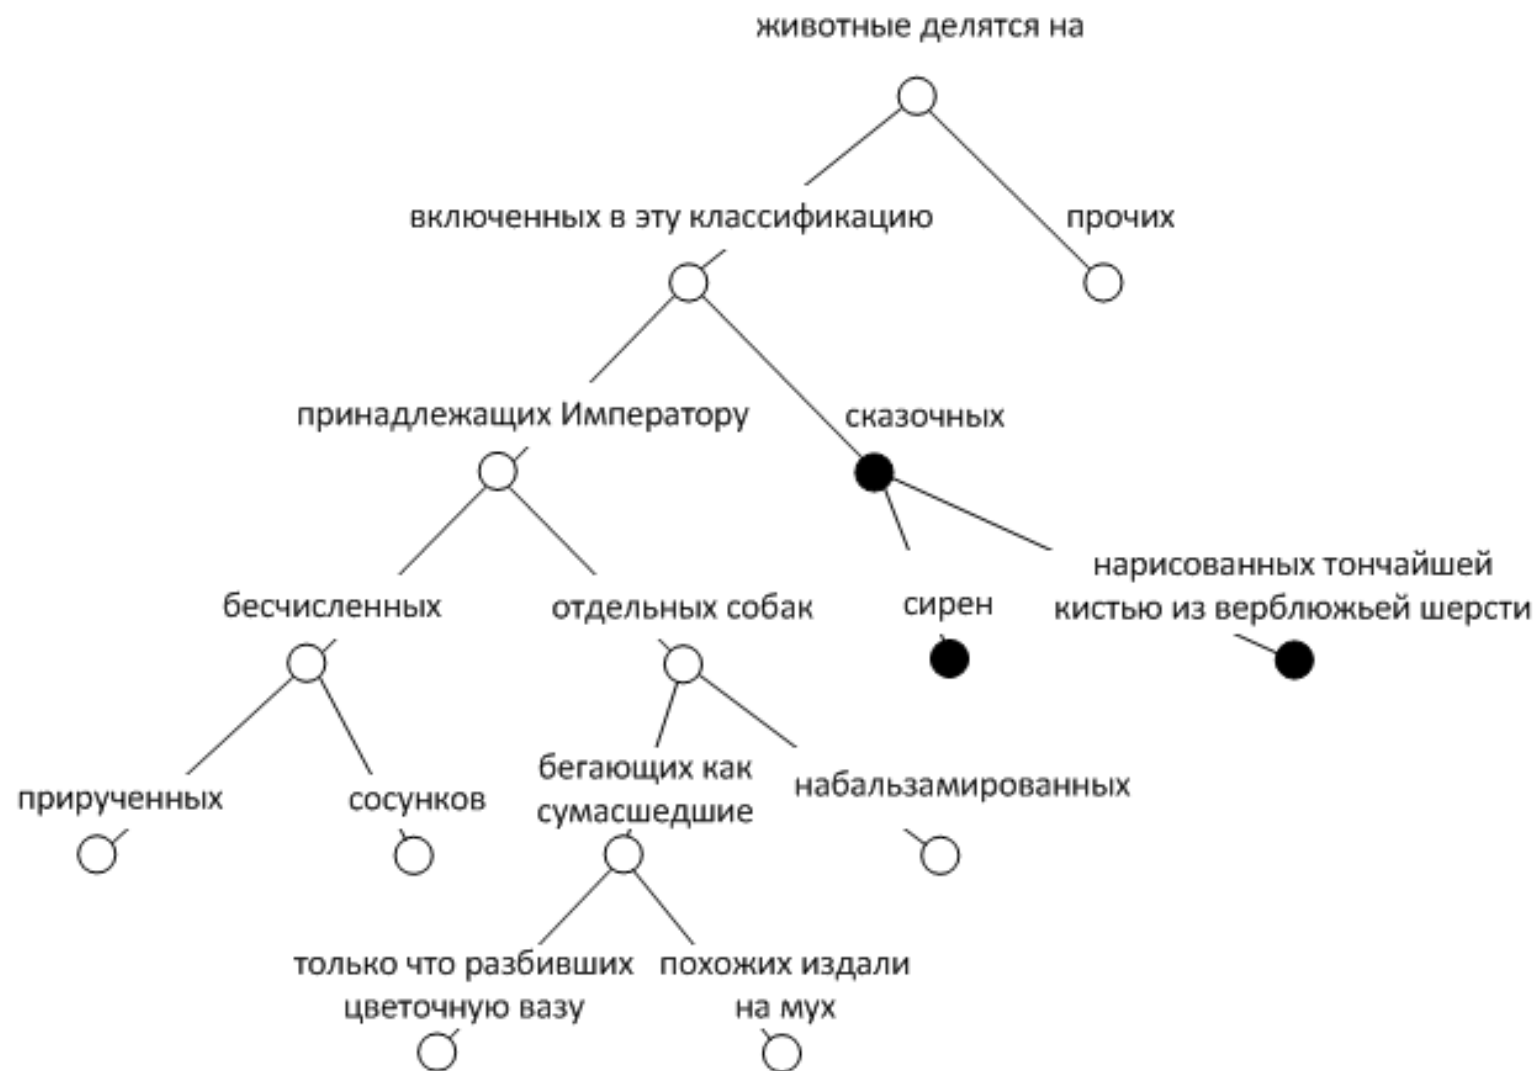 животные делятся на
включенных в эту классификацию
прочих
принадлежащих Императору
сказочных
бесчисленных
отдельных собак
сирен
нарисованных тончайшей
кистью из верблюжьей шерсти
прирученных
сосунков
бегающих как
сумасшедшие
набальзамированных
только что разбивших
цветочную вазу
похожих издали
на мух